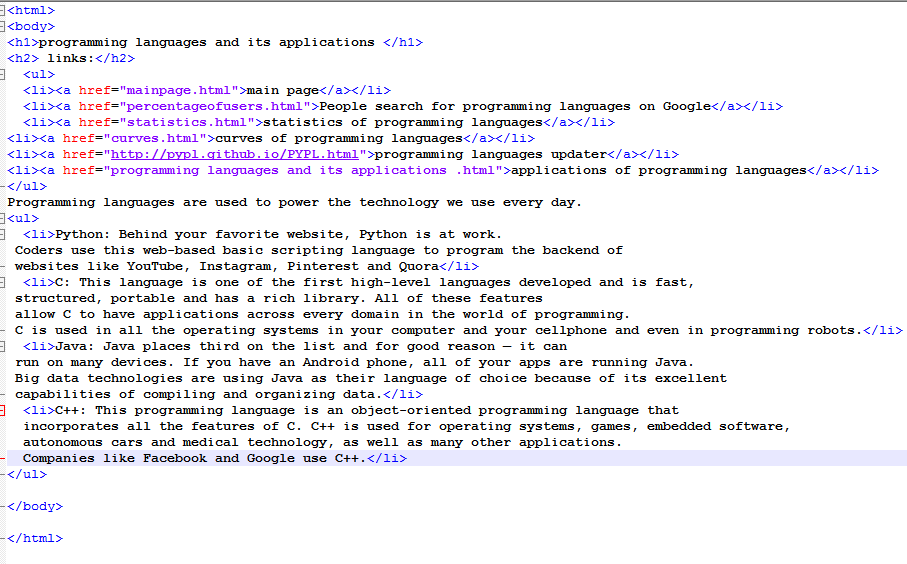 <html>
<body>
<h1>programming languages and its applications </h1>
<h2> links:</h2>
  <ul>
  <li><a href="mainpage.html">main page</a></li>
  <li><a href="percentageofusers.html">People search for programming languages on Google</a></li>
  <li><a href="statistics.html">statistics of programming languages</a></li>
<li><a href="curves.html">curves of programming languages</a></li>
<li><a href="http://pypl.github.io/PYPL.html">programming languages updater</a></li>
<li><a href="programming languages and its applications .html">applications of programming languages</a></li>
</ul>
Programming languages are used to power the technology we use every day.
<ul>
  <li>Python: Behind your favorite website, Python is at work.
 Coders use this web-based basic scripting language to program the backend of
 websites like YouTube, Instagram, Pinterest and Quora</li>
  <li>C: This language is one of the first high-level languages developed and is fast,
 structured, portable and has a rich library. All of these features
 allow C to have applications across every domain in the world of programming.
 C is used in all the operating systems in your computer and your cellphone and even in programming robots.</li>
  <li>Java: Java places third on the list and for good reason — it can
 run on many devices. If you have an Android phone, all of your apps are running Java.
 Big data technologies are using Java as their language of choice because of its excellent
 capabilities of compiling and organizing data.</li>
  <li>C++: This programming language is an object-oriented programming language that
  incorporates all the features of C. C++ is used for operating systems, games, embedded software,
  autonomous cars and medical technology, as well as many other applications.
  Companies like Facebook and Google use C++.</li>
</ul>
</body>
</html>